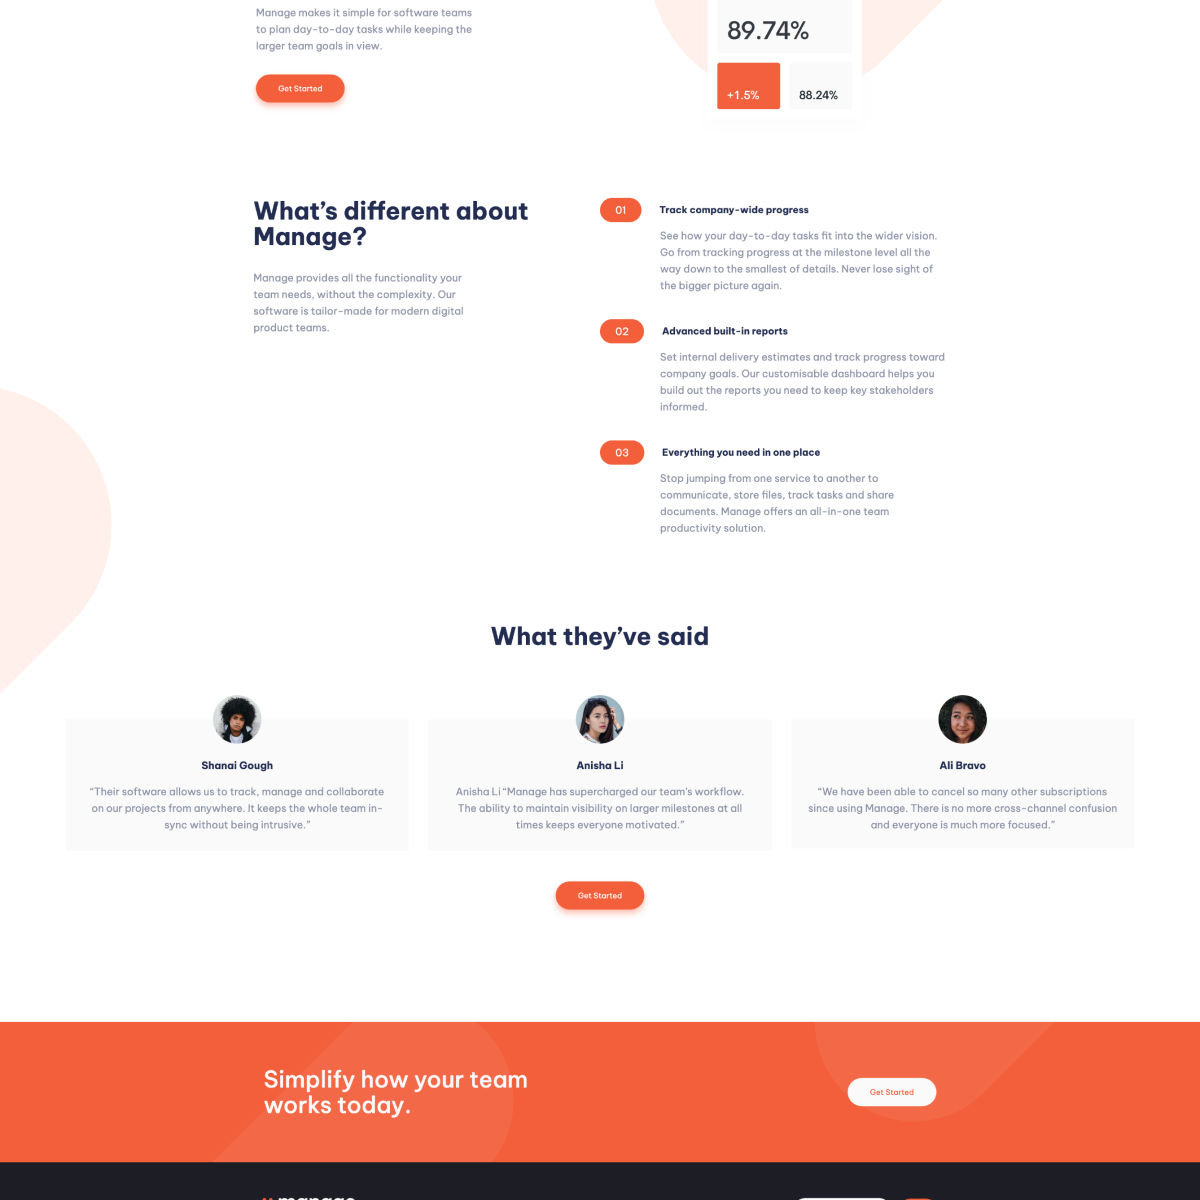 Manage makes it simple for software teams
to plan day-to-day tasks while keeping the
larger team goals in view.
Get Started
89.74%
+1.5%
88.24%
What’s different about
Manage?
Manage provides all the functionality your
team needs, without the complexity. Our
software is tailor-made for modern digital
product teams.
01
Track company-wide progress
See how your day-to-day tasks fit into the wider vision.
Go from tracking progress at the milestone level all the
way down to the smallest of details. Never lose sight of
the bigger picture again.
02
Advanced built-in reports
Set internal delivery estimates and track progress toward
company goals. Our customisable dashboard helps you
build out the reports you need to keep key stakeholders
informed.
03
Everything you need in one place
Stop jumping from one service to another to
communicate, store files, track tasks and share
documents. Manage offers an all-in-one team
productivity solution.
What they’ve said
Shanai Gough
“Their software allows us to track, manage and collaborate
on our projects from anywhere. It keeps the whole team in-
sync without being intrusive.”
Anisha Li
Anisha Li “Manage has supercharged our team’s workflow.
The ability to maintain visibility on larger milestones at all
times keeps everyone motivated.”
Ali Bravo
“We have been able to cancel so many other subscriptions
since using Manage. There is no more cross-channel confusion
and everyone is much more focused.”
Get Started
Simplify how your team
works today.
Get Started